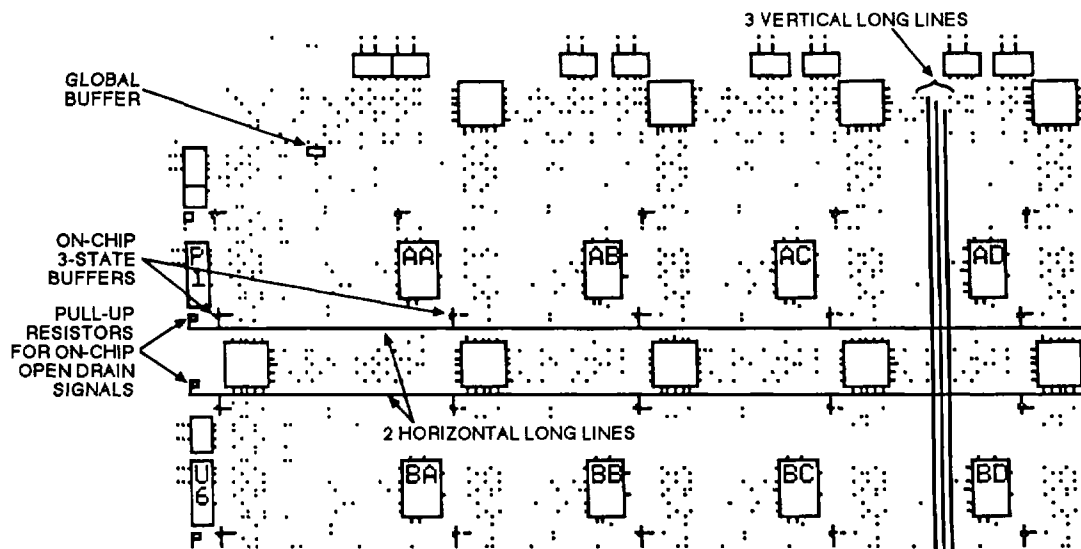 3 VERTICAL LONG LINES
GLOBAL
BUFFER
P
ON-CHIP
3-STATE
BUFFERS
P
1
AA
AB
AC
AD
PULL-UP
RESISTORS
FOR ON-CHIP
OPEN DRAIN
SIGNALS
P
P
2 HORIZONTAL LONG LINES
U
6
BA
BB
BC
BD
P